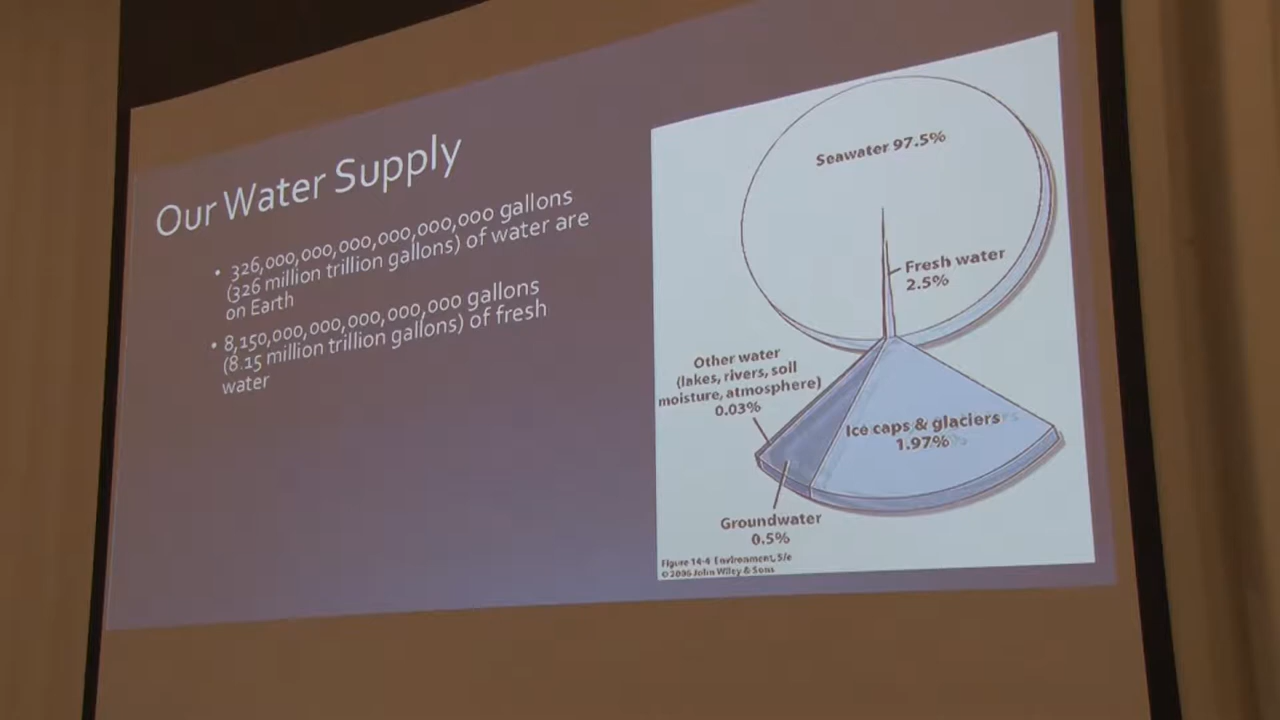 Our Water Supply
• 326,000,000,000,000,000,000 gallons
(326 million trillion gallons) of water are
on Earth
• 8,150,000,000,000,000,000 gallons
(8.15 million trillion gallons) of fresh
water
Seawater 97.5%
Fresh water
2.5%
Other water
(lakes, rivers, soil
moisture, atmosphere)
0.03%
Ice caps & glaciers
1.97%
Groundwater
0.5%
Figure 14-4 Environment, 5/e
© 2006 John Wiley & Sons